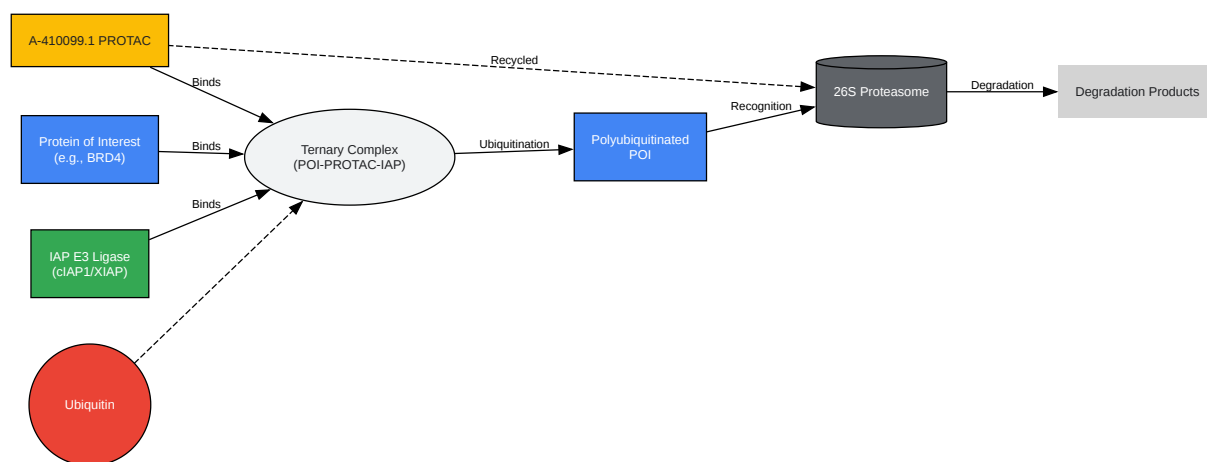 A-410099.1 PROTAC
Recycled
Binds
Protein of Interest
(e.g., BRD4)
Binds
Ternary Complex
(POI-PROTAC-IAP)
Ubiquitination
Polyubiquitinated
POI
Recognition
26S Proteasome
Degradation
Degradation Products
Binds
IAP E3 Ligase
(cIAP1/XIAP)
Ubiquitin